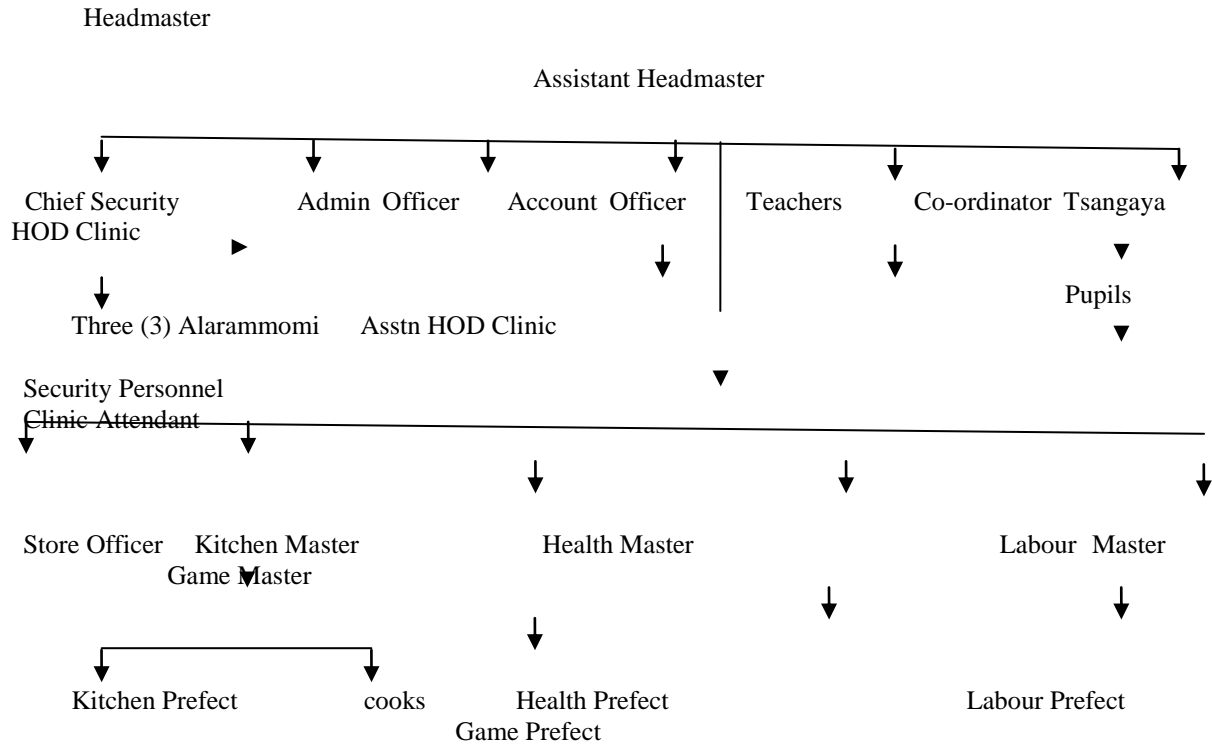 Headmaster
Assistant Headmaster
Chief Security Admin Officer Account Officer Teachers Co-ordinator Tsangaya
HOD Clinic
Pupils
Three (3) Alarammomi Asstn HOD Clinic
Security Personnel
Clinic Attendant
Store Officer Kitchen Master Health Master Labour Master
Game Master
Kitchen Prefect cooks Health Prefect Labour Prefect
Game Prefect